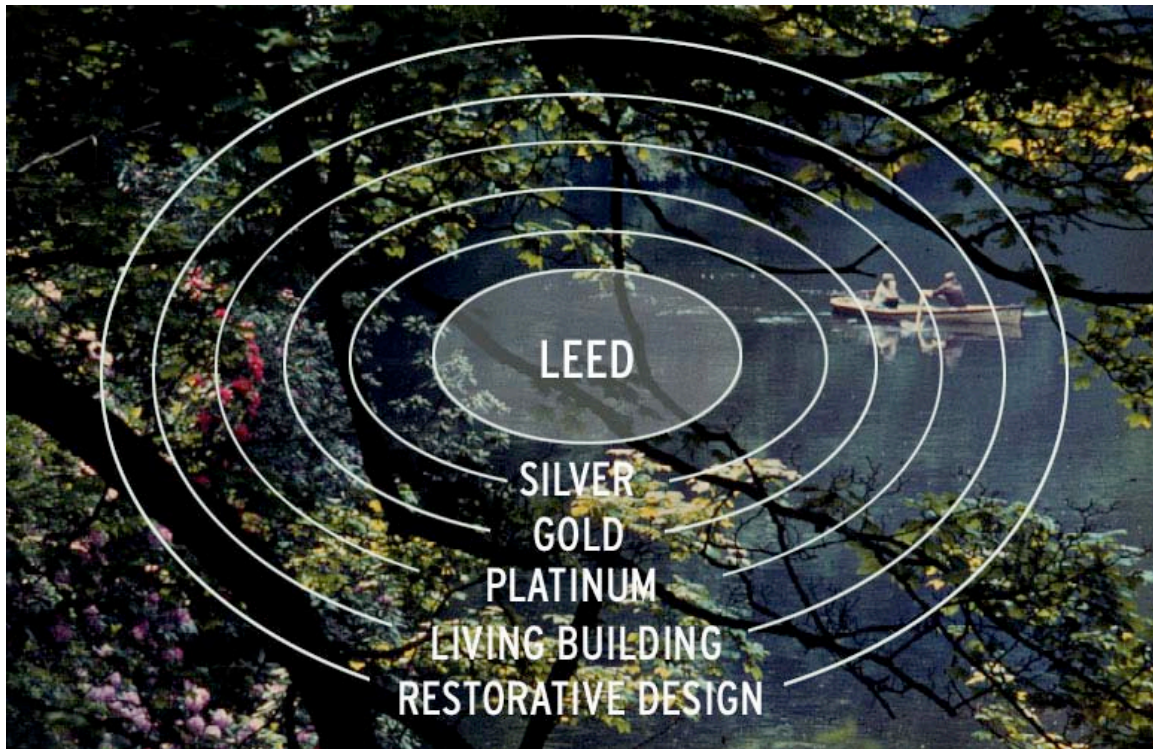 LEED
SILVER
GOLD
PLATINUM
LIVING BUILDING
RESTORATIVE DESIGN